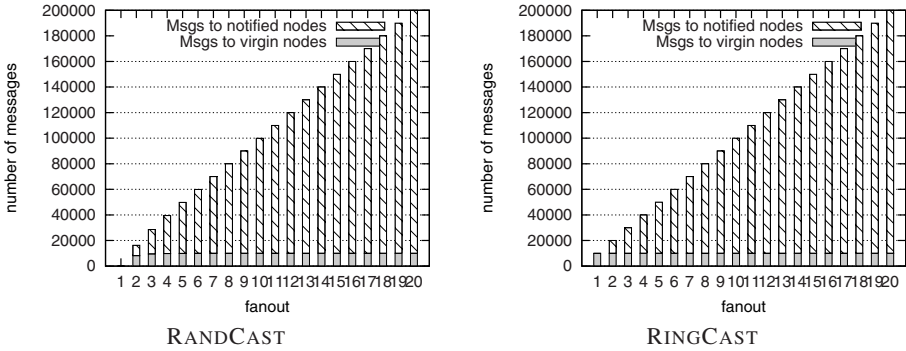 200000
180000
160000
140000
120000
100000
80000
60000
40000
20000
0
number of messages
Msgs to notified nodes
Msgs to virgin nodes
1 2 3 4 5 6 7 8 9 10 11 12 13 14 15 16 17 18 19 20
fanout
RANDCAST
200000
180000
160000
140000
120000
100000
80000
60000
40000
20000
0
number of messages
Msgs to notified nodes
Msgs to virgin nodes
1 2 3 4 5 6 7 8 9 10 11 12 13 14 15 16 17 18 19 20
fanout
RINGCAST